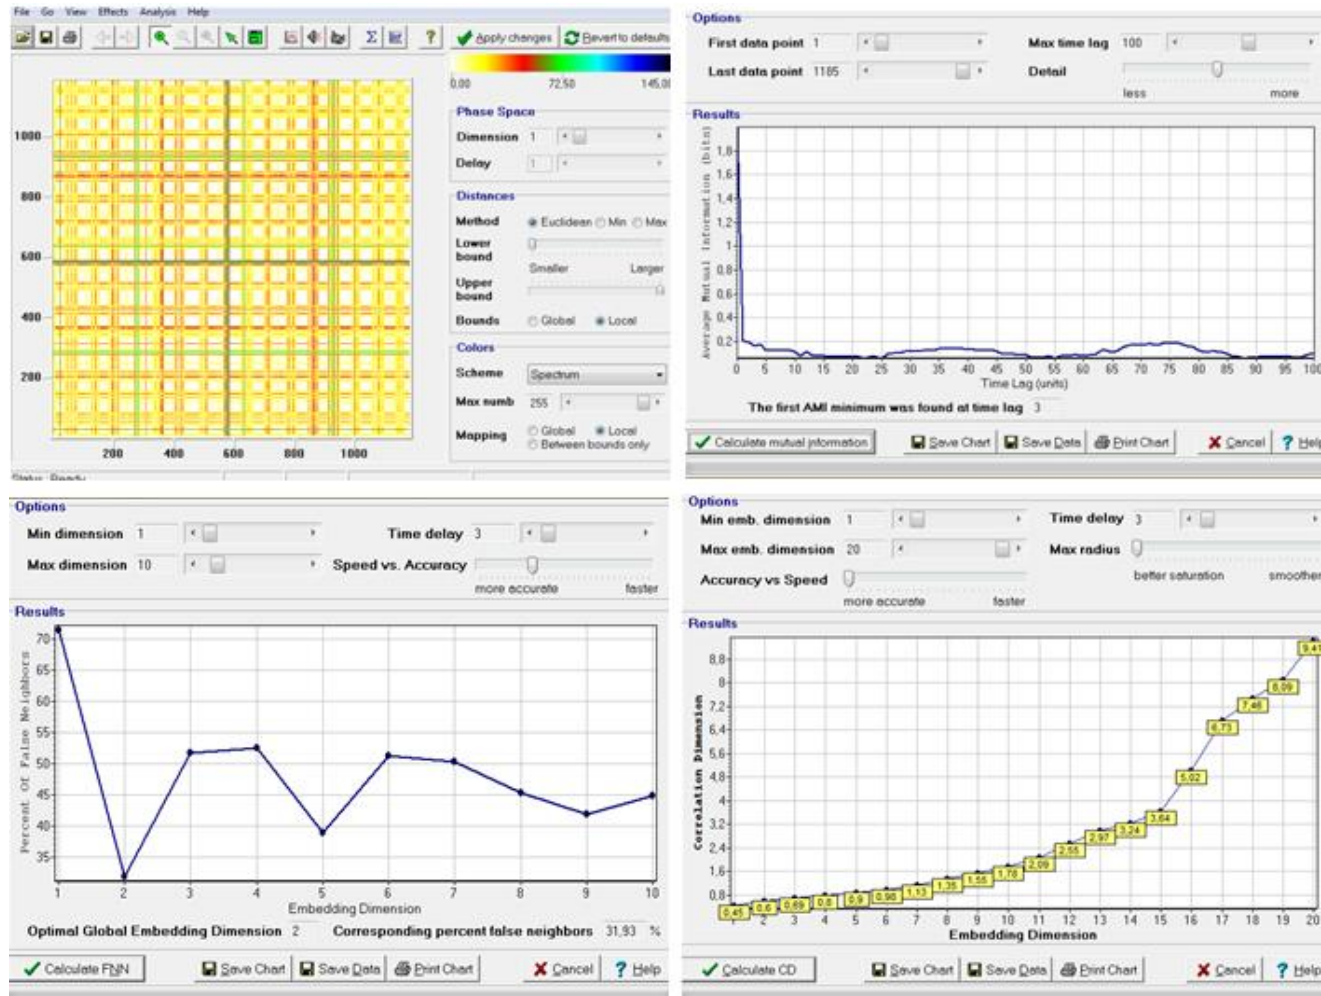 File Go View Effects Analysis Help
Apply changes Revert to defaults
0,00 72,50 145,00
Phase Space
Dimension 1
Delay 1
Distances
Method Euclidean Min Max
Lower bound
Smaller Larger
Upper bound
Bounds Global Local
Colors
Scheme Spectrum
Max numb 255
Mapping Global Local
Between bounds only
1000
800
600
400
200
200 400 600 800 1000
Status Ready
Options
First data point 1 Max time lag 100
Last data point 1185 Detail
less more
Results
Average Mutual Information (bits)
1,8
1,6
1,4
1,2
1
0,8
0,6
0,4
0,2
0 5 10 15 20 25 30 35 40 45 50 55 60 65 70 75 80 85 90 95 100
Time Lag (units)
The first AMI minimum was found at time lag 3
Calculate mutual information Save Chart Save Data Print Chart Cancel Help
Options
Min dimension 1 Time delay 3
Max dimension 10 Speed vs. Accuracy
more accurate faster
Results
Percent Of False Neighbors
70
65
60
55
50
45
40
35
1 2 3 4 5 6 7 8 9 10
Embedding Dimension
Optimal Global Embedding Dimension 2 Corresponding percent false neighbors 31,93 %
Calculate FNN Save Chart Save Data Print Chart Cancel Help
Options
Min emb. dimension 1 Time delay 3
Max emb. dimension 20 Max radius
better saturation smoother
Accuracy vs Speed
more accurate faster
Results
Correlation Dimension
8,8
8
7,2
6,4
5,6
4,8
4
3,2
2,4
1,6
0,8
0,45 0,6 0,69 0,8 0,9 0,98 1,13 1,35 1,55 1,78 2,09 2,55 2,97 3,24 3,64 5,02 6,73 7,46 8,09 9,41
2 3 4 5 6 7 8 9 10 11 12 13 14 15 16 17 18 19 20
Embedding Dimension
Calculate CD Save Chart Save Data Print Chart Cancel Help